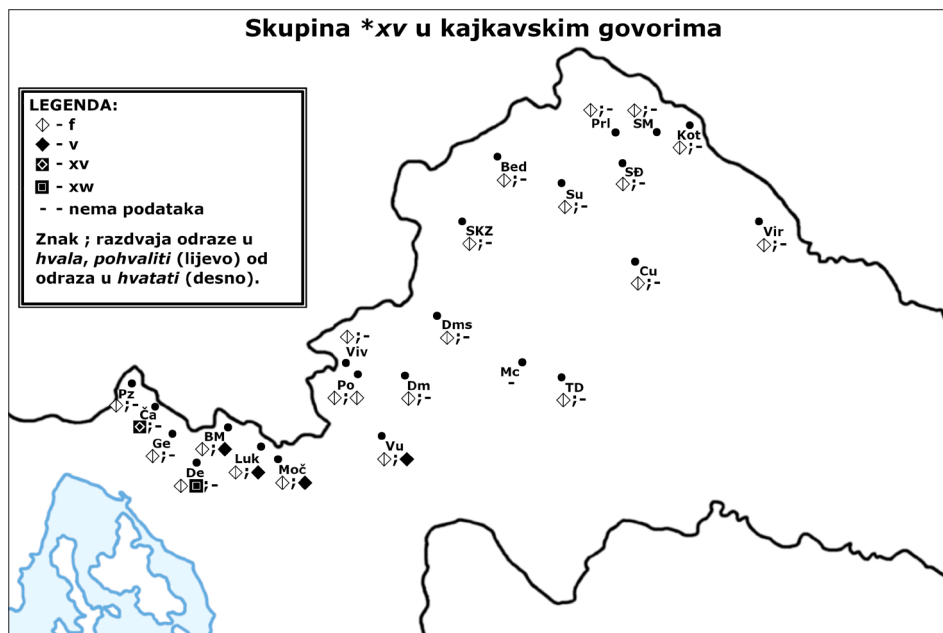 Skupina *xv u kajkavskim govorima
LEGENDA:
- f
- v
- xv
- xw
- - nema podataka
Znak ; razdvaja odraze u
hvala, pohvaliti (lijevo) od
odraza u hvatati (desno).
;- ;-
Prl SM Kot
;-
Bed
;-
SĐ
;-
Su
;-
SKZ
;-
Vir
;-
Cu
;-
Dms
;-
;-
Viv
Mc
-
Po
;
Dm
;-
TD
;-
Pz
;-
Ča
;-
Ge
;-
BM
;
Luk
;
Moč
;
De
;-
Vu
;